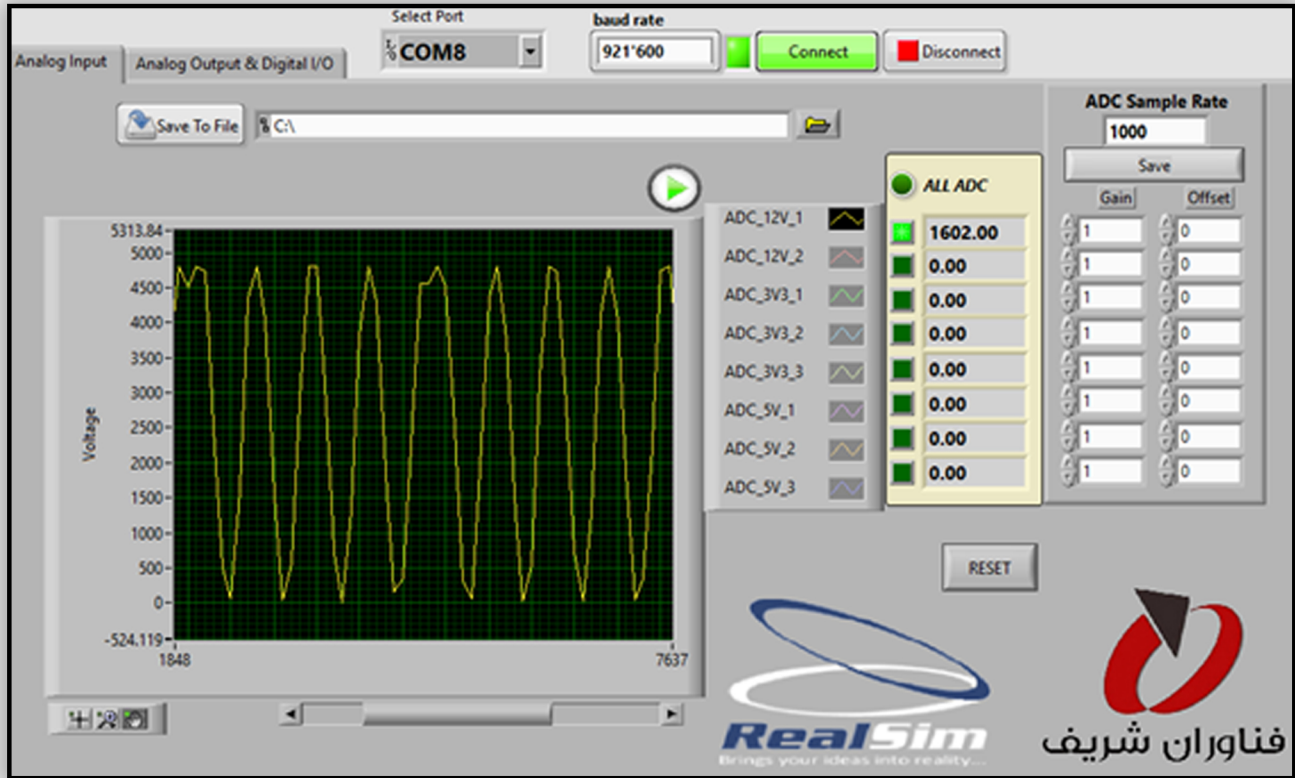 Select Port
baud rate
COM8
921'600
Connect
Disconnect
Analog Input
Analog Output & Digital I/O
Save To File
C:\
ADC Sample Rate
1000
Save
Gain
Offset
ALL ADC
ADC_12V_1
1602.00
1
0
ADC_12V_2
0.00
1
0
ADC_3V3_1
0.00
1
0
ADC_3V3_2
0.00
1
0
ADC_3V3_3
0.00
1
0
ADC_5V_1
0.00
1
0
ADC_5V_2
0.00
1
0
ADC_5V_3
0.00
1
0
Voltage
5313.84
5000
4500
4000
3500
3000
2500
2000
1500
1000
500
0
-524.119
1848
7637
RESET
RealSim
Brings your ideas into reality...
فناوران شریف